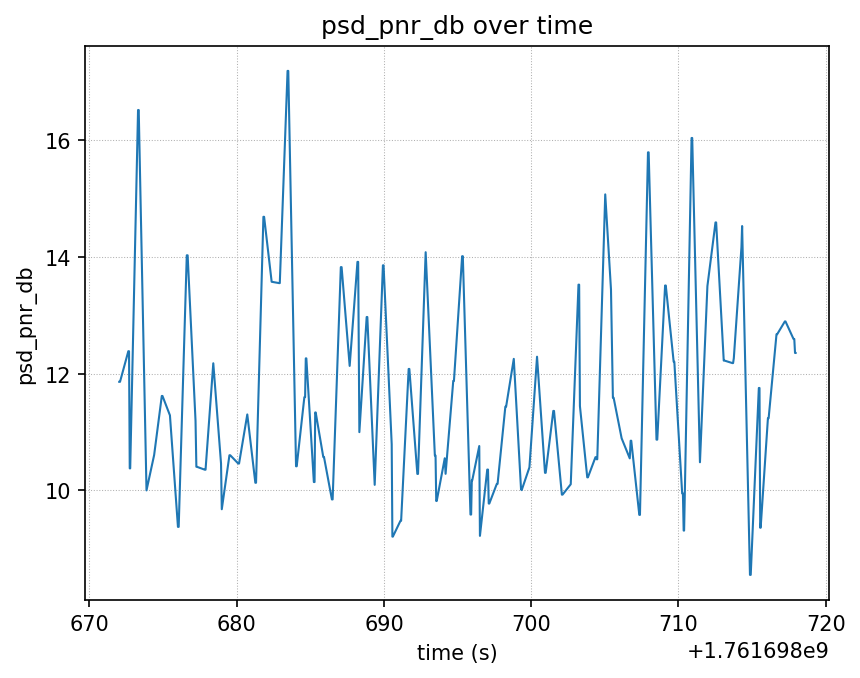 psd_pnr_db over time
psd_pnr_db
16
14
12
10
670 680 690 700 710 720
time (s)
+1.761698e9